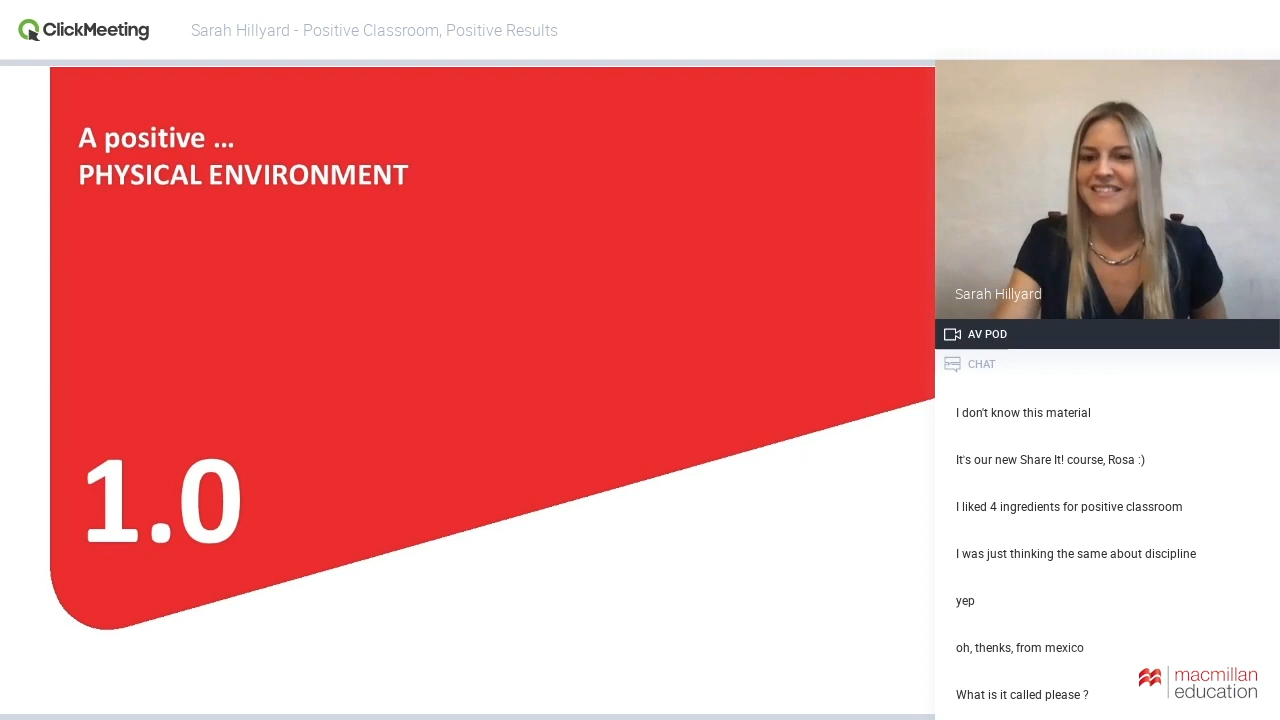 ClickMeeting
Sarah Hillyard - Positive Classroom, Positive Results
A positive ...
PHYSICAL ENVIRONMENT
1.0
Sarah Hillyard
AV POD
CHAT
I don't know this material
It's our new Share It! course, Rosa :)
I liked 4 ingredients for positive classroom
I was just thinking the same about discipline
yep
oh, thenks, from mexico
What is it called please ?
macmillan
education